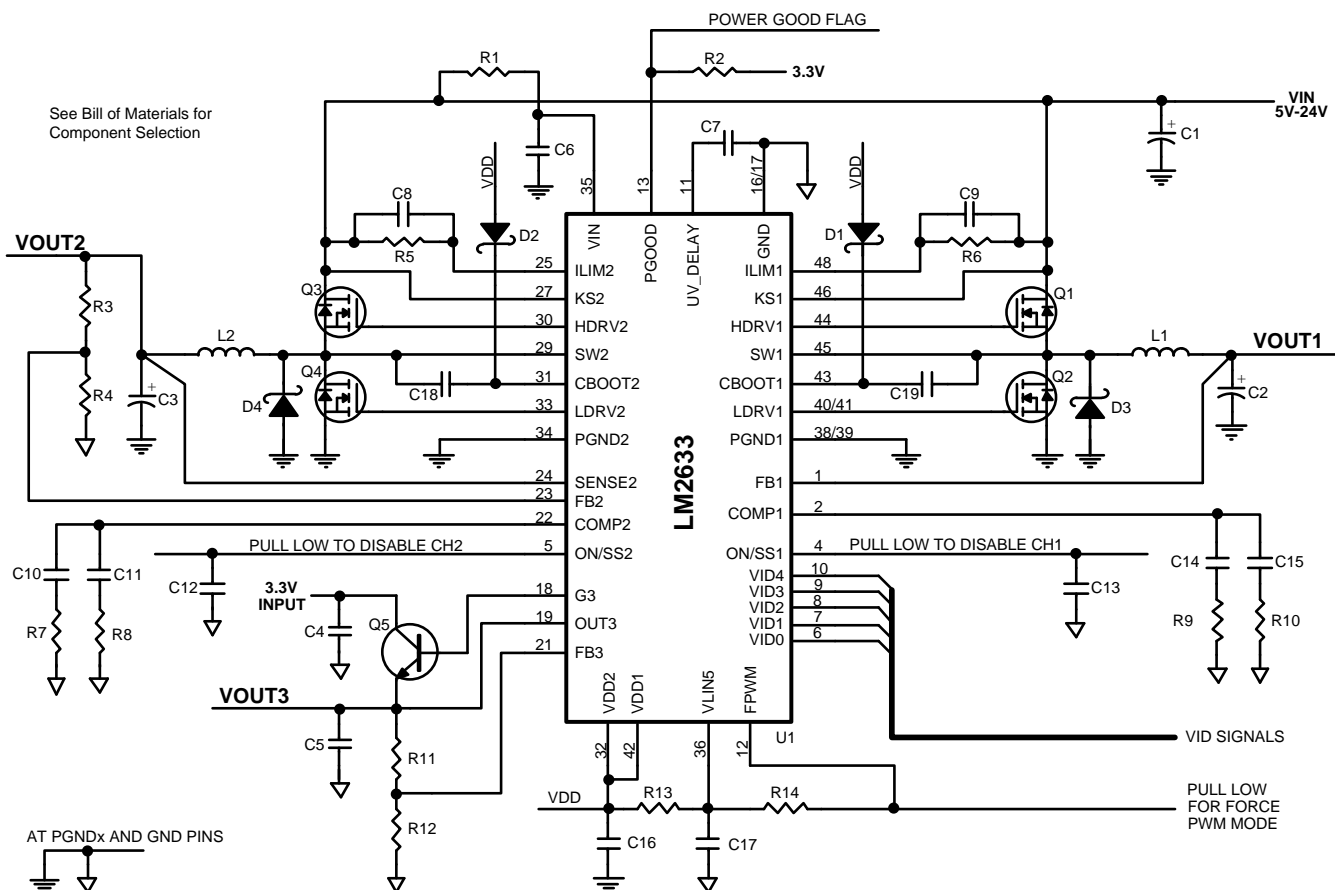 POWER GOOD FLAG
R1
R2
3.3V
See Bill of Materials for
Component Selection
VIN
5V-24V
C1
C6
C7
VDD
35
13
11
16/17
VDD
C8
C9
VOUT2
R5
D2
VIN
PGOOD
UV_DELAY
GND
D1
R6
25
ILIM2
ILIM1
48
R3
Q3
27
KS2
KS1
46
Q1
30
HDRV2
HDRV1
44
L2
29
SW2
SW1
45
L1
VOUT1
R4
C3
+
D4
Q4
C18
31
CBOOT2
CBOOT1
43
C19
Q2
D3
+
C2
33
LDRV2
LDRV1
40/41
34
PGND2
PGND1
38/39
LM2633
24
SENSE2
FB1
1
23
FB2
22
COMP2
COMP1
2
PULL LOW TO DISABLE CH2
5
ON/SS2
ON/SS1
4
PULL LOW TO DISABLE CH1
C10
C11
C12
C13
C14
C15
VID4
10
VID3
9
VID2
8
VID1
7
VID0
6
3.3V
INPUT
18
G3
19
OUT3
21
FB3
R7
R8
C4
Q5
R9
R10
VOUT3
VDD2
VDD1
VLIN5
FPWM
C5
R11
32
42
36
12
U1
VID SIGNALS
VDD
R13
R14
PULL LOW
FOR FORCE
PWM MODE
R12
C16
C17
AT PGNDx AND GND PINS
+